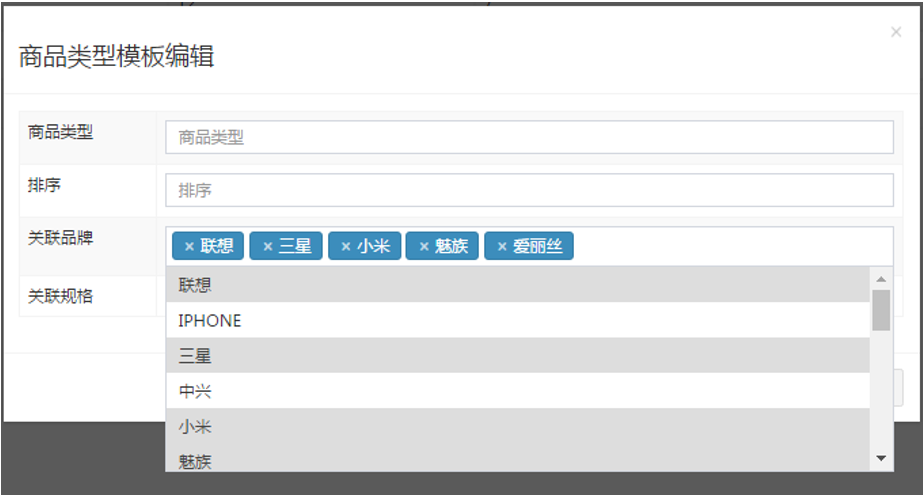 ×
商品类型模板编辑
商品类型 商品类型
排序 排序
关联品牌 × 联想 × 三星 × 小米 × 魅族 × 爱丽丝
联想
关联规格
IPHONE
三星
中兴
小米
魅族